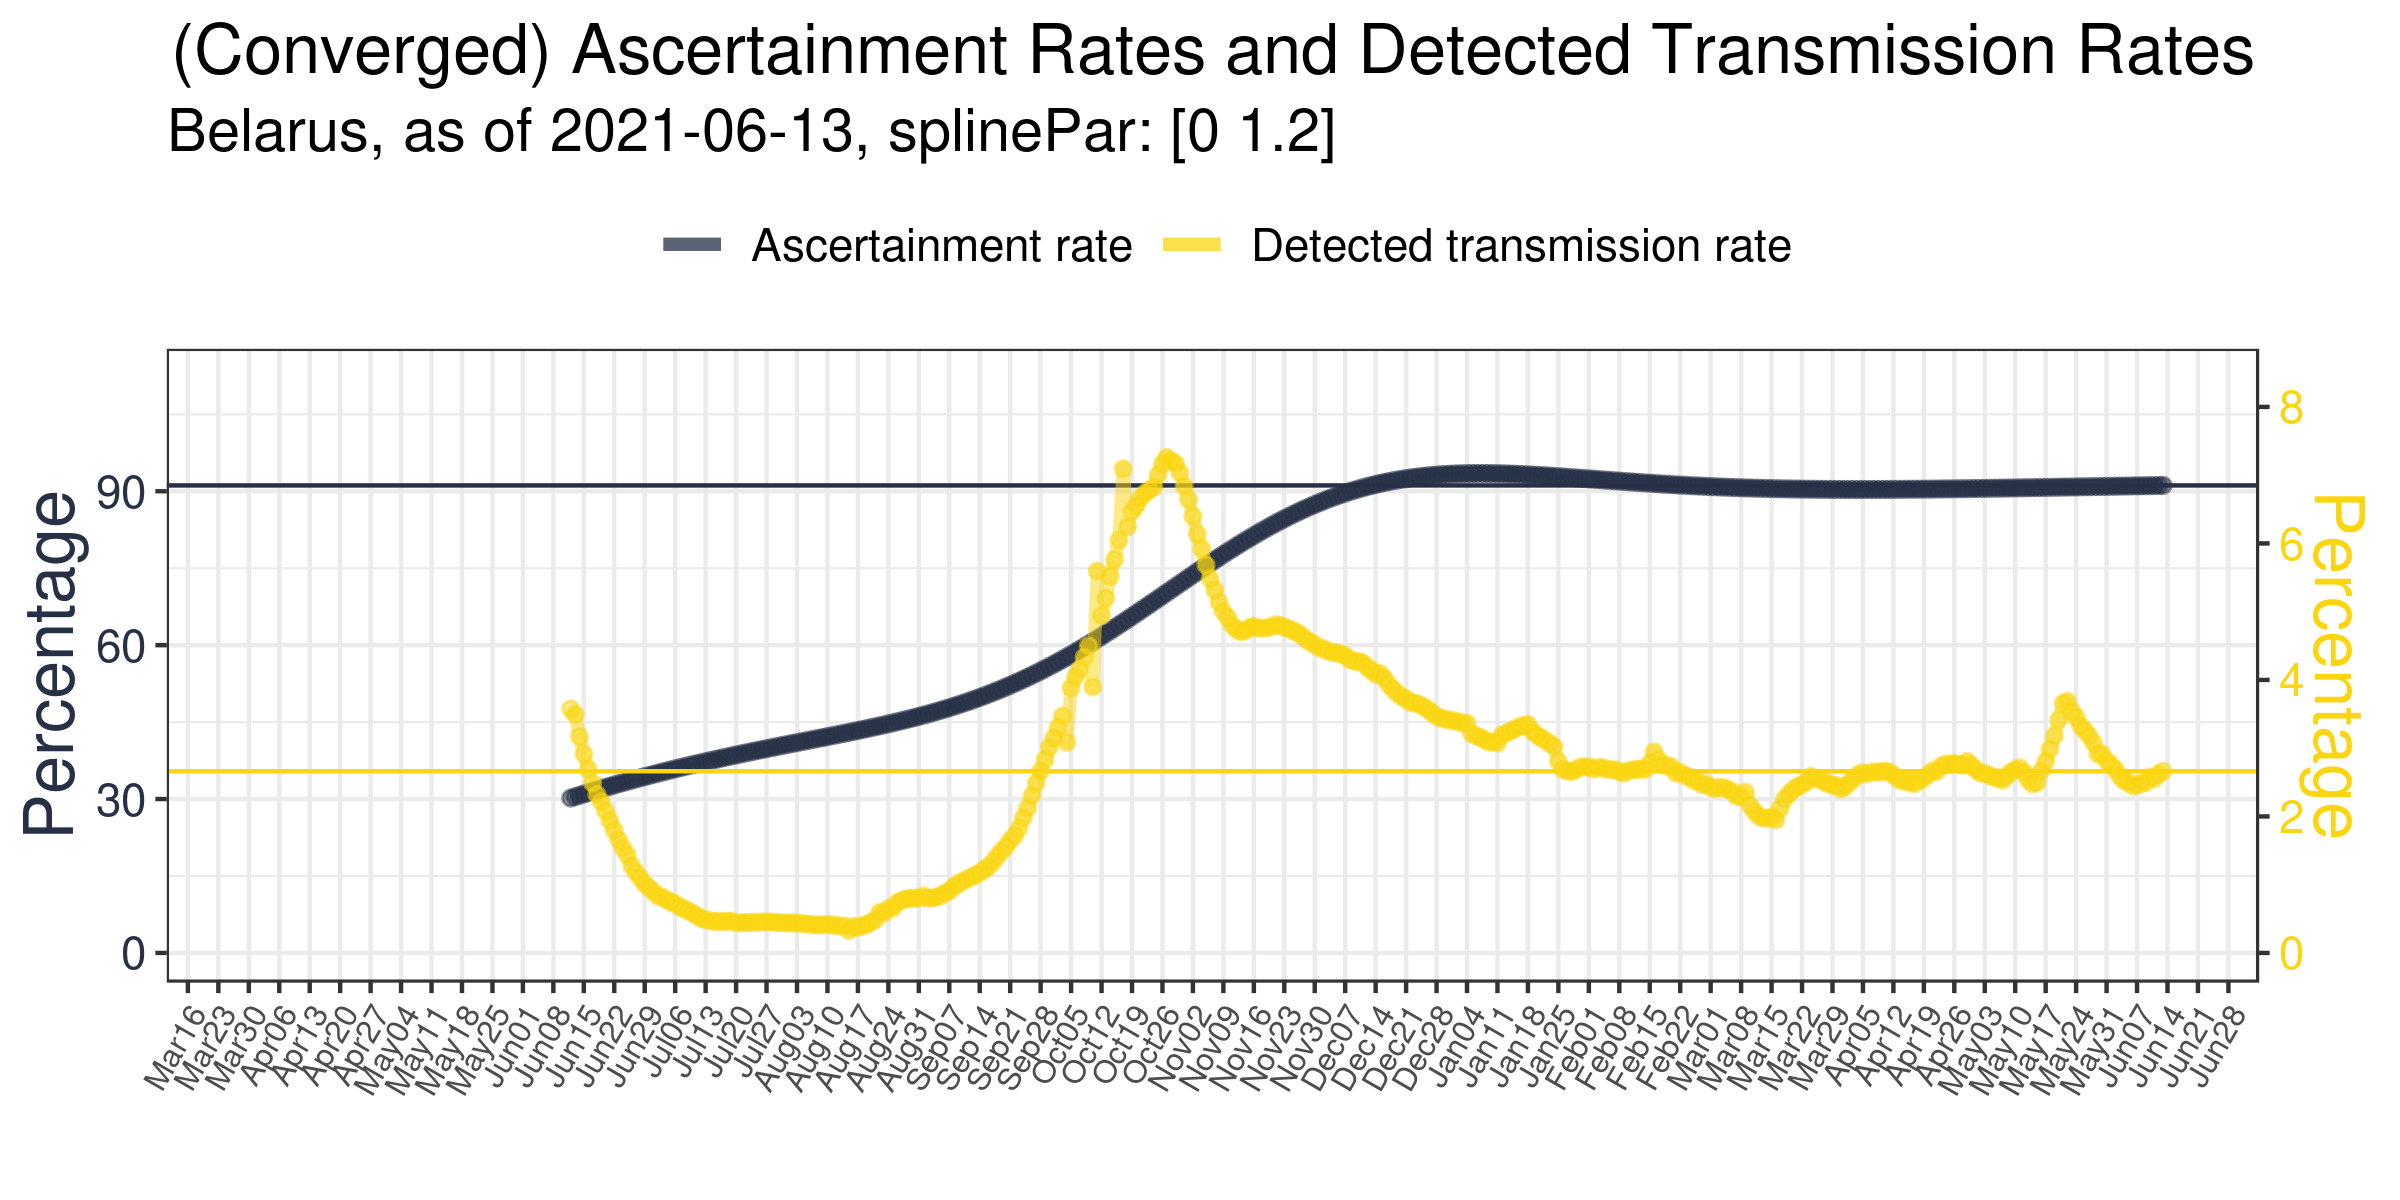 (Converged) Ascertainment Rates and Detected Transmission Rates
Belarus, as of 2021-06-13, splinePar: [0 1.2]
Ascertainment rate
Detected transmission rate
Percentage
90
60
30
0
8
6
4
2
0
Percentage
Mar16
Mar23
Mar30
Apr06
Apr13
Apr20
Apr27
May04
May11
May18
May25
Jun01
Jun08
Jun15
Jun22
Jun29
Jul06
Jul13
Jul20
Jul27
Aug03
Aug10
Aug17
Aug24
Aug31
Sep07
Sep14
Sep21
Sep28
Oct05
Oct12
Oct19
Oct26
Nov02
Nov09
Nov16
Nov23
Nov30
Dec07
Dec14
Dec21
Dec28
Jan04
Jan11
Jan18
Jan25
Feb01
Feb08
Feb15
Feb22
Mar01
Mar08
Mar15
Mar22
Mar29
Apr05
Apr12
Apr19
Apr26
May03
May10
May17
May24
May31
Jun07
Jun14
Jun21
Jun28